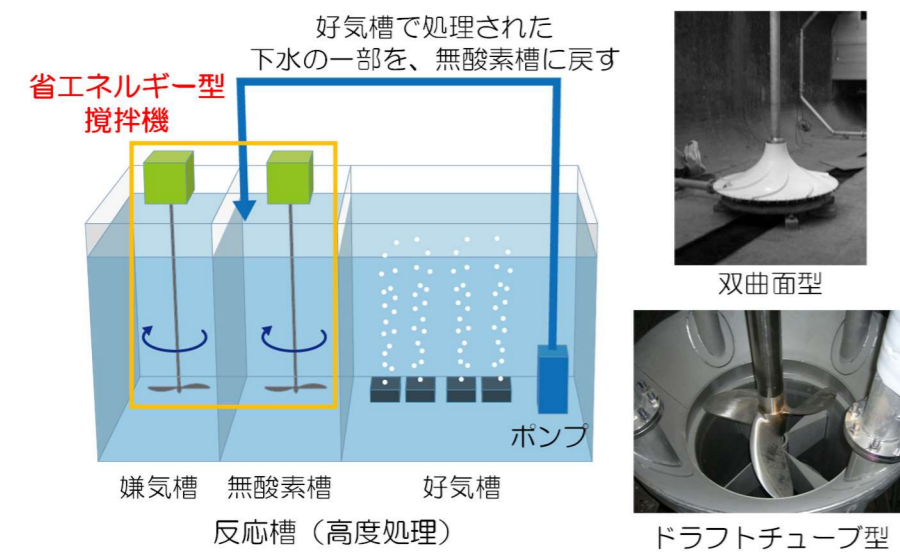 好気槽で処理された
下水の一部を、無酸素槽に戻す
省エネルギー型
撹拌機
ポンプ
嫌気槽
無酸素槽
好気槽
反応槽（高度処理）
双曲面型
ドラフトチューブ型